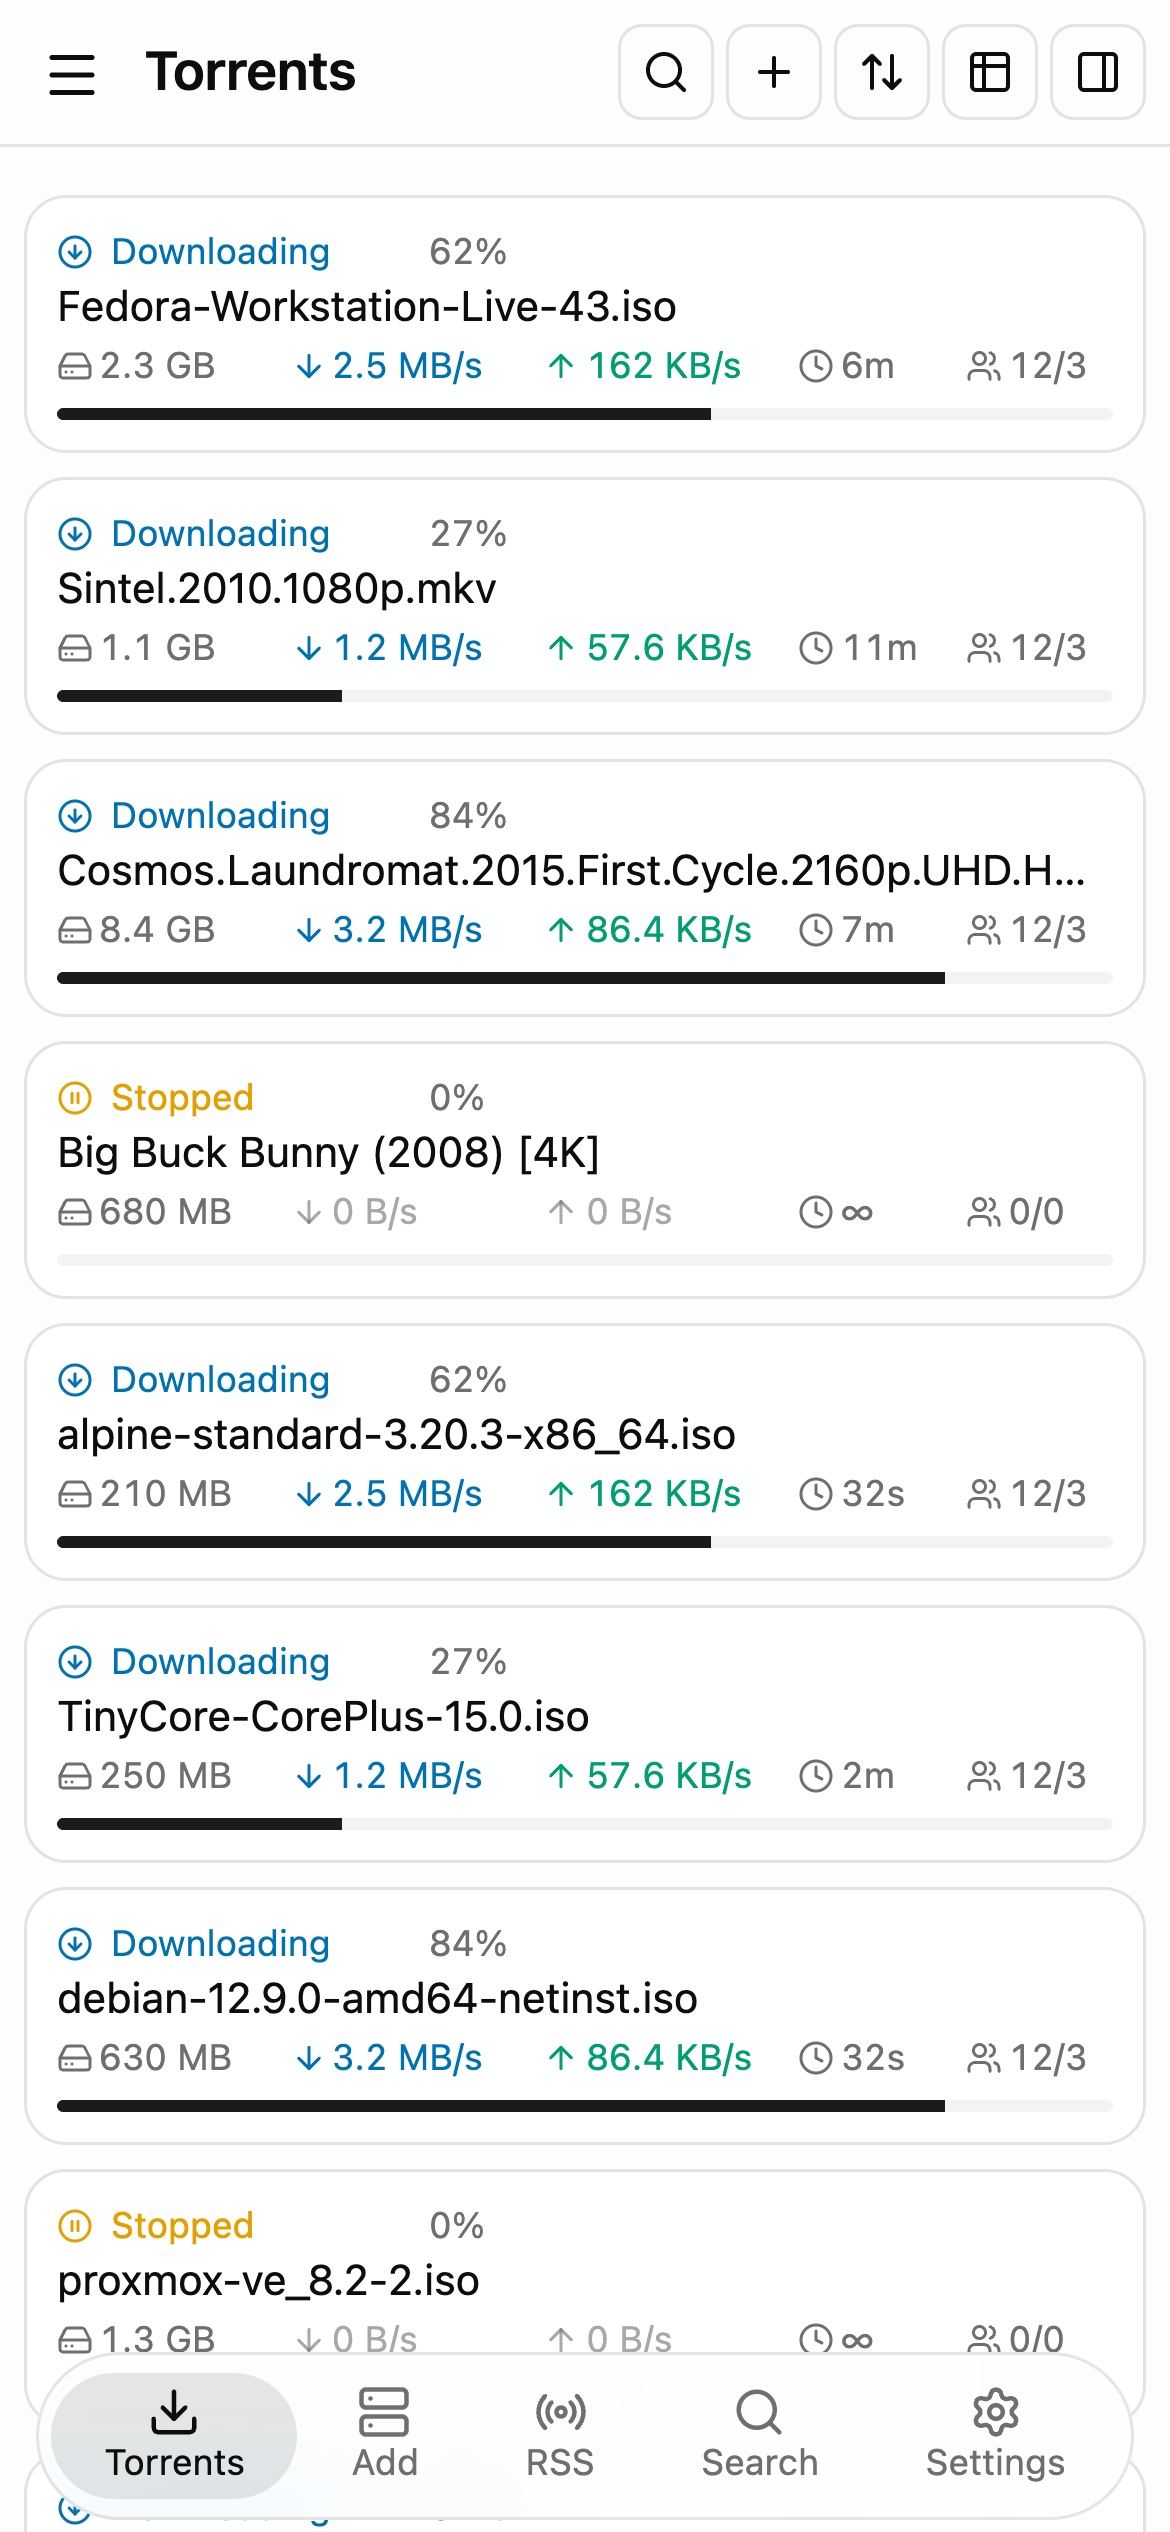 Torrents
Downloading 62%
Fedora-Workstation-Live-43.iso
2.3 GB ↓ 2.5 MB/s ↑ 162 KB/s 6m 12/3
Downloading 27%
Sintel.2010.1080p.mkv
1.1 GB ↓ 1.2 MB/s ↑ 57.6 KB/s 11m 12/3
Downloading 84%
Cosmos.Laundromat.2015.First.Cycle.2160p.UHD.H...
8.4 GB ↓ 3.2 MB/s ↑ 86.4 KB/s 7m 12/3
Stopped 0%
Big Buck Bunny (2008) [4K]
680 MB ↓ 0 B/s ↑ 0 B/s ∞ 0/0
Downloading 62%
alpine-standard-3.20.3-x86_64.iso
210 MB ↓ 2.5 MB/s ↑ 162 KB/s 32s 12/3
Downloading 27%
TinyCore-CorePlus-15.0.iso
250 MB ↓ 1.2 MB/s ↑ 57.6 KB/s 2m 12/3
Downloading 84%
debian-12.9.0-amd64-netinst.iso
630 MB ↓ 3.2 MB/s ↑ 86.4 KB/s 32s 12/3
Stopped 0%
proxmox-ve_8.2-2.iso
1.3 GB ↓ 0 B/s ↑ 0 B/s ∞ 0/0
Torrents Add RSS Search Settings